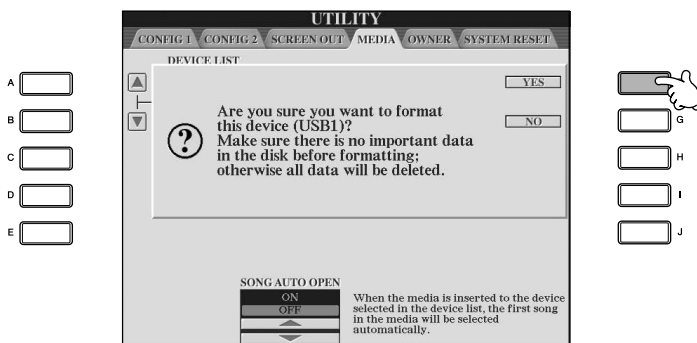 UTILITY
CONFIG 1 CONFIG 2 SCREEN OUT MEDIA OWNER SYSTEM RESET
DEVICE LIST
A
B
C
D
E
YES
NO
Are you sure you want to format
this device (USB1)?
Make sure there is no important data
in the disk before formatting;
otherwise all data will be deleted.
?
G
H
I
J
SONG AUTO OPEN
ON
OFF
When the media is inserted to the device
selected in the device list, the first song
in the media will be selected
automatically.